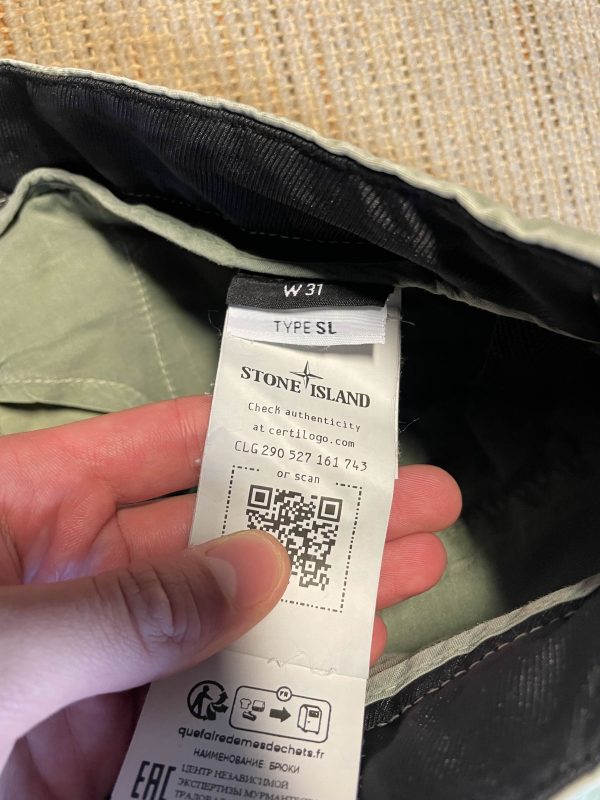 W 31
TYPE SL
STONE ISLAND
Check authenticity
at certilogo.com
CLG 290 527 161 743
or scan
FR
quefairedemesdechets.fr
НАИМЕНОВАНИЕ БРЮКИ
EAC ЦЕНТР НЕЗАВИСИМОЙ
ЭКСПЕРТИЗЫ